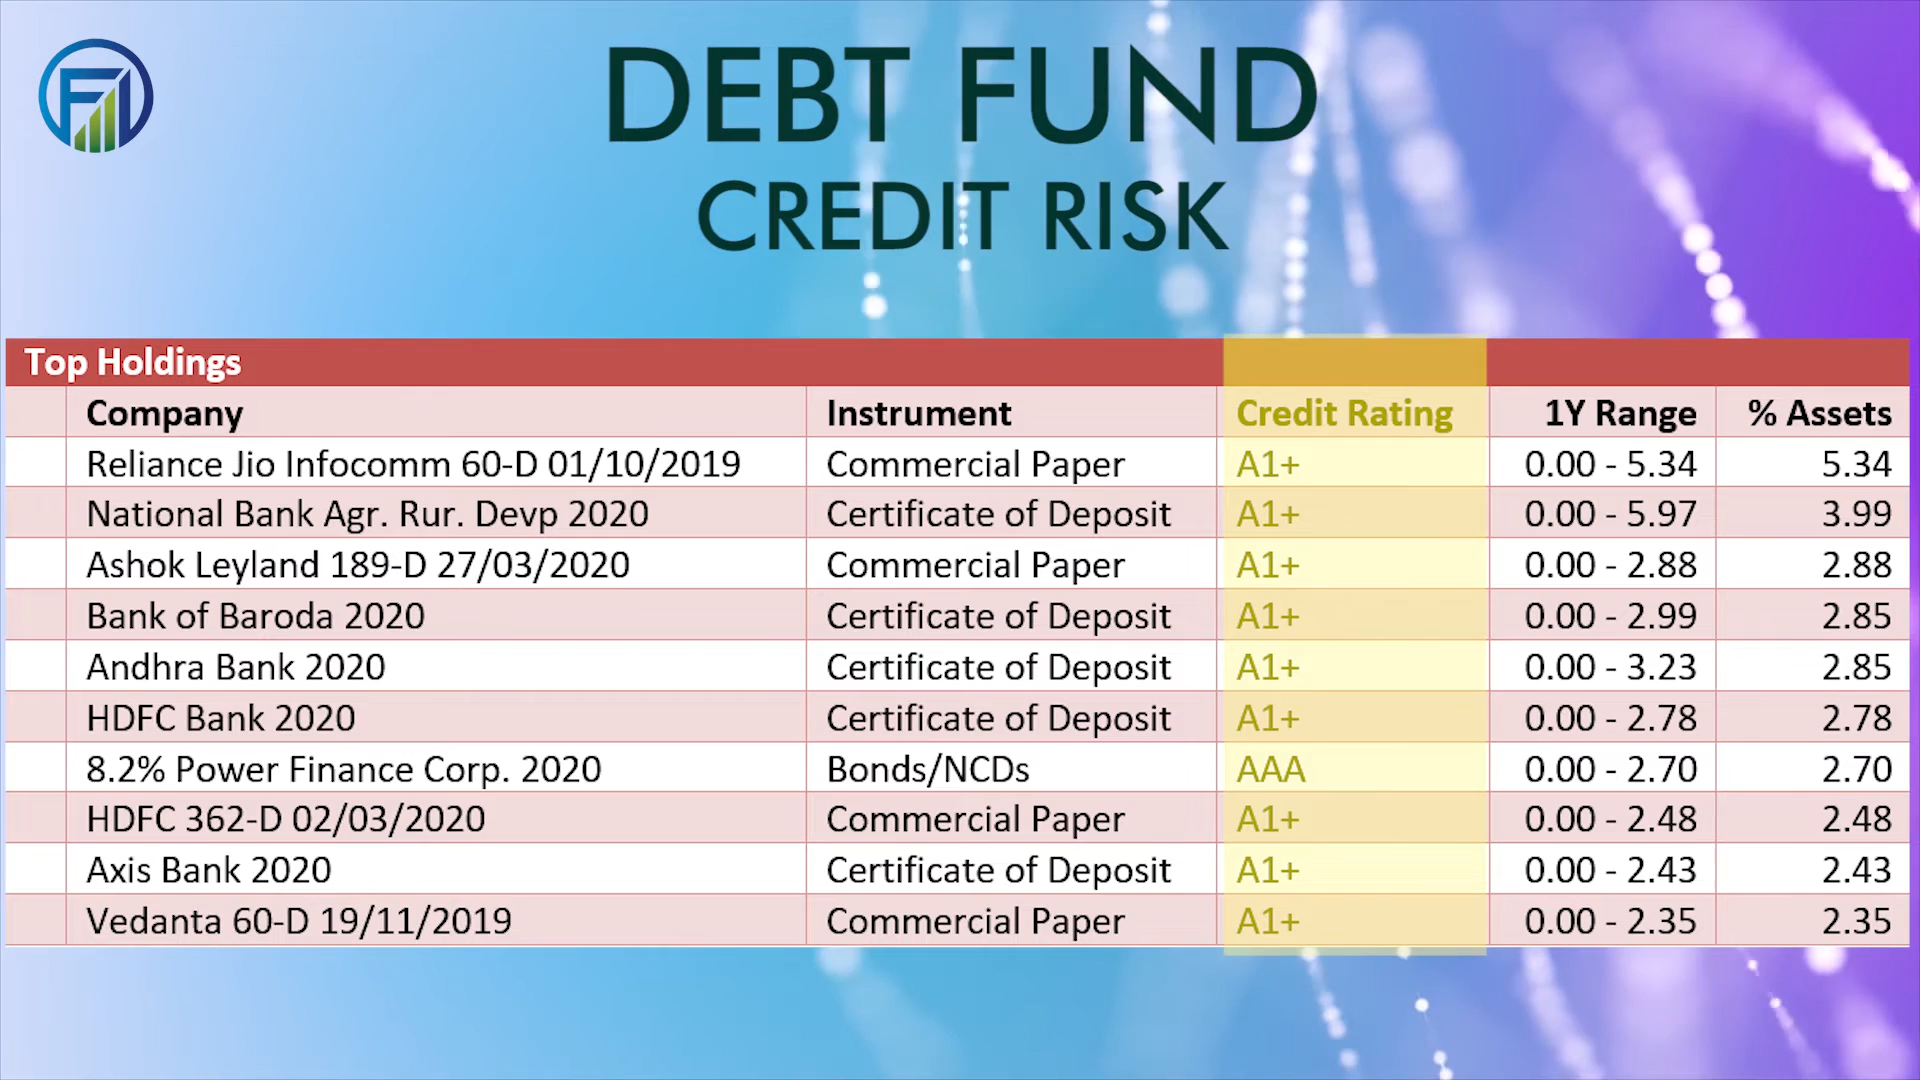 DEBT FUND
CREDIT RISK
Top Holdings
Company Instrument Credit Rating 1Y Range % Assets
Reliance Jio Infocomm 60-D 01/10/2019 Commercial Paper A1+ 0.00 - 5.34 5.34
National Bank Agr. Rur. Devp 2020 Certificate of Deposit A1+ 0.00 - 5.97 3.99
Ashok Leyland 189-D 27/03/2020 Commercial Paper A1+ 0.00 - 2.88 2.88
Bank of Baroda 2020 Certificate of Deposit A1+ 0.00 - 2.99 2.85
Andhra Bank 2020 Certificate of Deposit A1+ 0.00 - 3.23 2.85
HDFC Bank 2020 Certificate of Deposit A1+ 0.00 - 2.78 2.78
8.2% Power Finance Corp. 2020 Bonds/NCDs AAA 0.00 - 2.70 2.70
HDFC 362-D 02/03/2020 Commercial Paper A1+ 0.00 - 2.48 2.48
Axis Bank 2020 Certificate of Deposit A1+ 0.00 - 2.43 2.43
Vedanta 60-D 19/11/2019 Commercial Paper A1+ 0.00 - 2.35 2.35